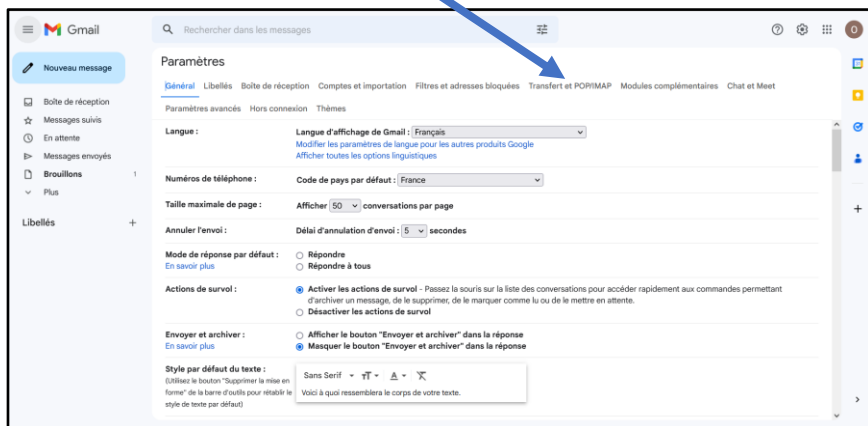 Gmail
Rechercher dans les messages
O
Nouveau message
Boîte de réception
Messages suivis
En attente
Messages envoyés
Brouillons 1
Plus
Libellés +
Paramètres
Général Libellés Boîte de réception Comptes et importation Filtres et adresses bloquées Transfert et POP/IMAP Modules complémentaires Chat et Meet
Paramètres avancés Hors connexion Thèmes
Langue : Langue d'affichage de Gmail : Français
Modifier les paramètres de langue pour les autres produits Google
Afficher toutes les options linguistiques
Numéros de téléphone : Code de pays par défaut : France
Taille maximale de page : Afficher 50 conversations par page
Annuler l'envoi : Délai d'annulation d'envoi : 5 secondes
Mode de réponse par défaut : Répondre
En savoir plus Répondre à tous
Actions de survol : Activer les actions de survol - Passez la souris sur la liste des conversations pour accéder rapidement aux commandes permettant
d'archiver un message, de le supprimer, de le marquer comme lu ou de le mettre en attente.
Désactiver les actions de survol
Envoyer et archiver : Afficher le bouton "Envoyer et archiver" dans la réponse
En savoir plus Masquer le bouton "Envoyer et archiver" dans la réponse
Style par défaut du texte :
(Utilisez le bouton "Supprimer la mise en
forme" de la barre d'outils pour rétablir le
style de texte par défaut)
Sans Serif
Voici à quoi ressemblera le corps de votre texte.